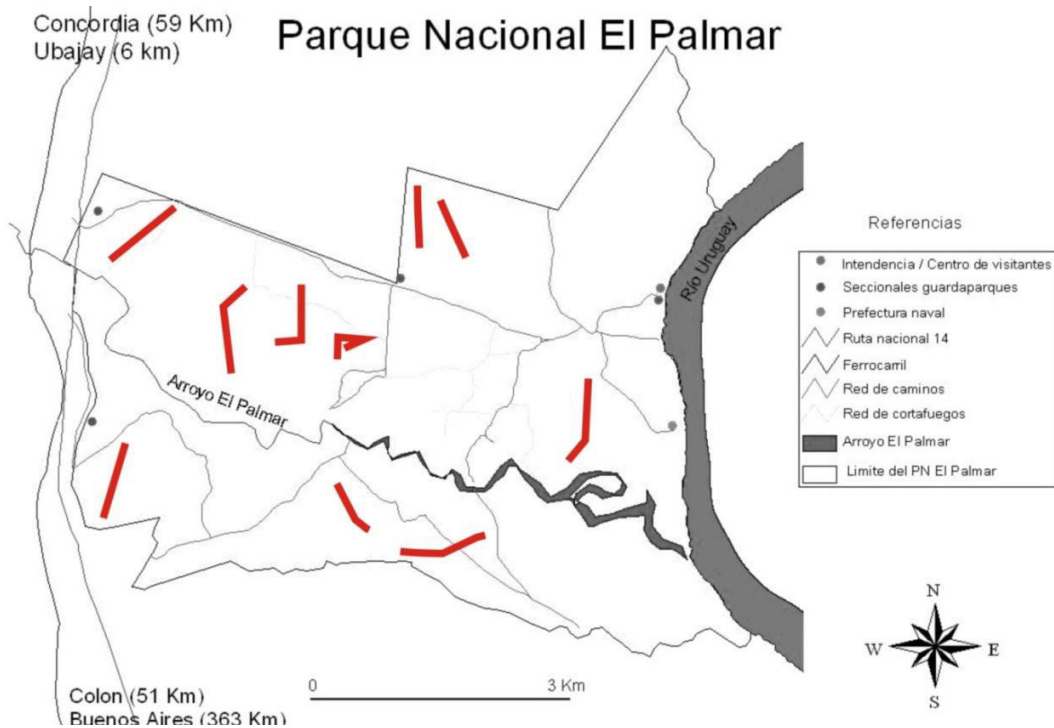 Concordia (59 Km)
Ubajay (6 km)
Parque Nacional El Palmar
Río Uruguay
Arroyo El Palmar
Referencias
Intendencia / Centro de visitantes
Seccionales guardaparques
Prefectura naval
Ruta nacional 14
Ferrocarril
Red de caminos
Red de cortafuegos
Arroyo El Palmar
Limite del PN El Palmar
N
W E
S
0 3 Km
Colon (51 Km)
Buenos Aires (363 Km)